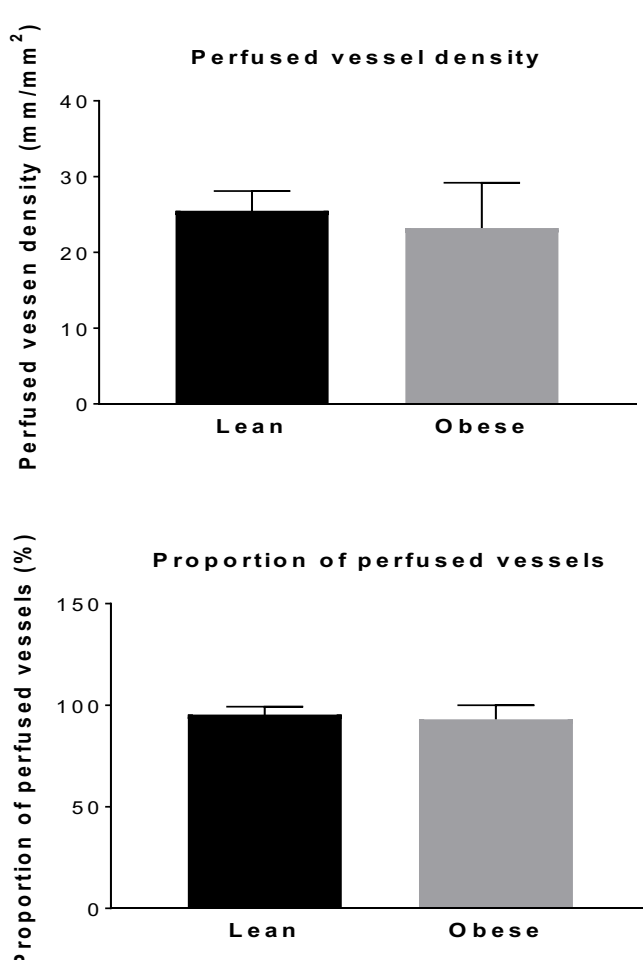 Perfused vessel density
Perfused vessen density (mm/mm²)
40
30
20
10
0
Lean Obese
Proportion of perfused vessels
Proportion of perfused vessels (%)
150
100
50
0
Lean Obese